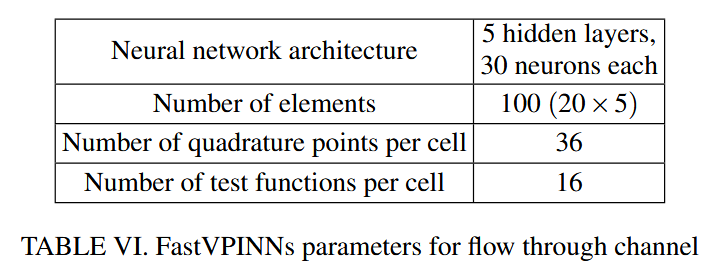 Neural network architecture
5 hidden layers,
30 neurons each
Number of elements
100 (20 × 5)
Number of quadrature points per cell
36
Number of test functions per cell
16
TABLE VI. FastVPINNs parameters for flow through channel